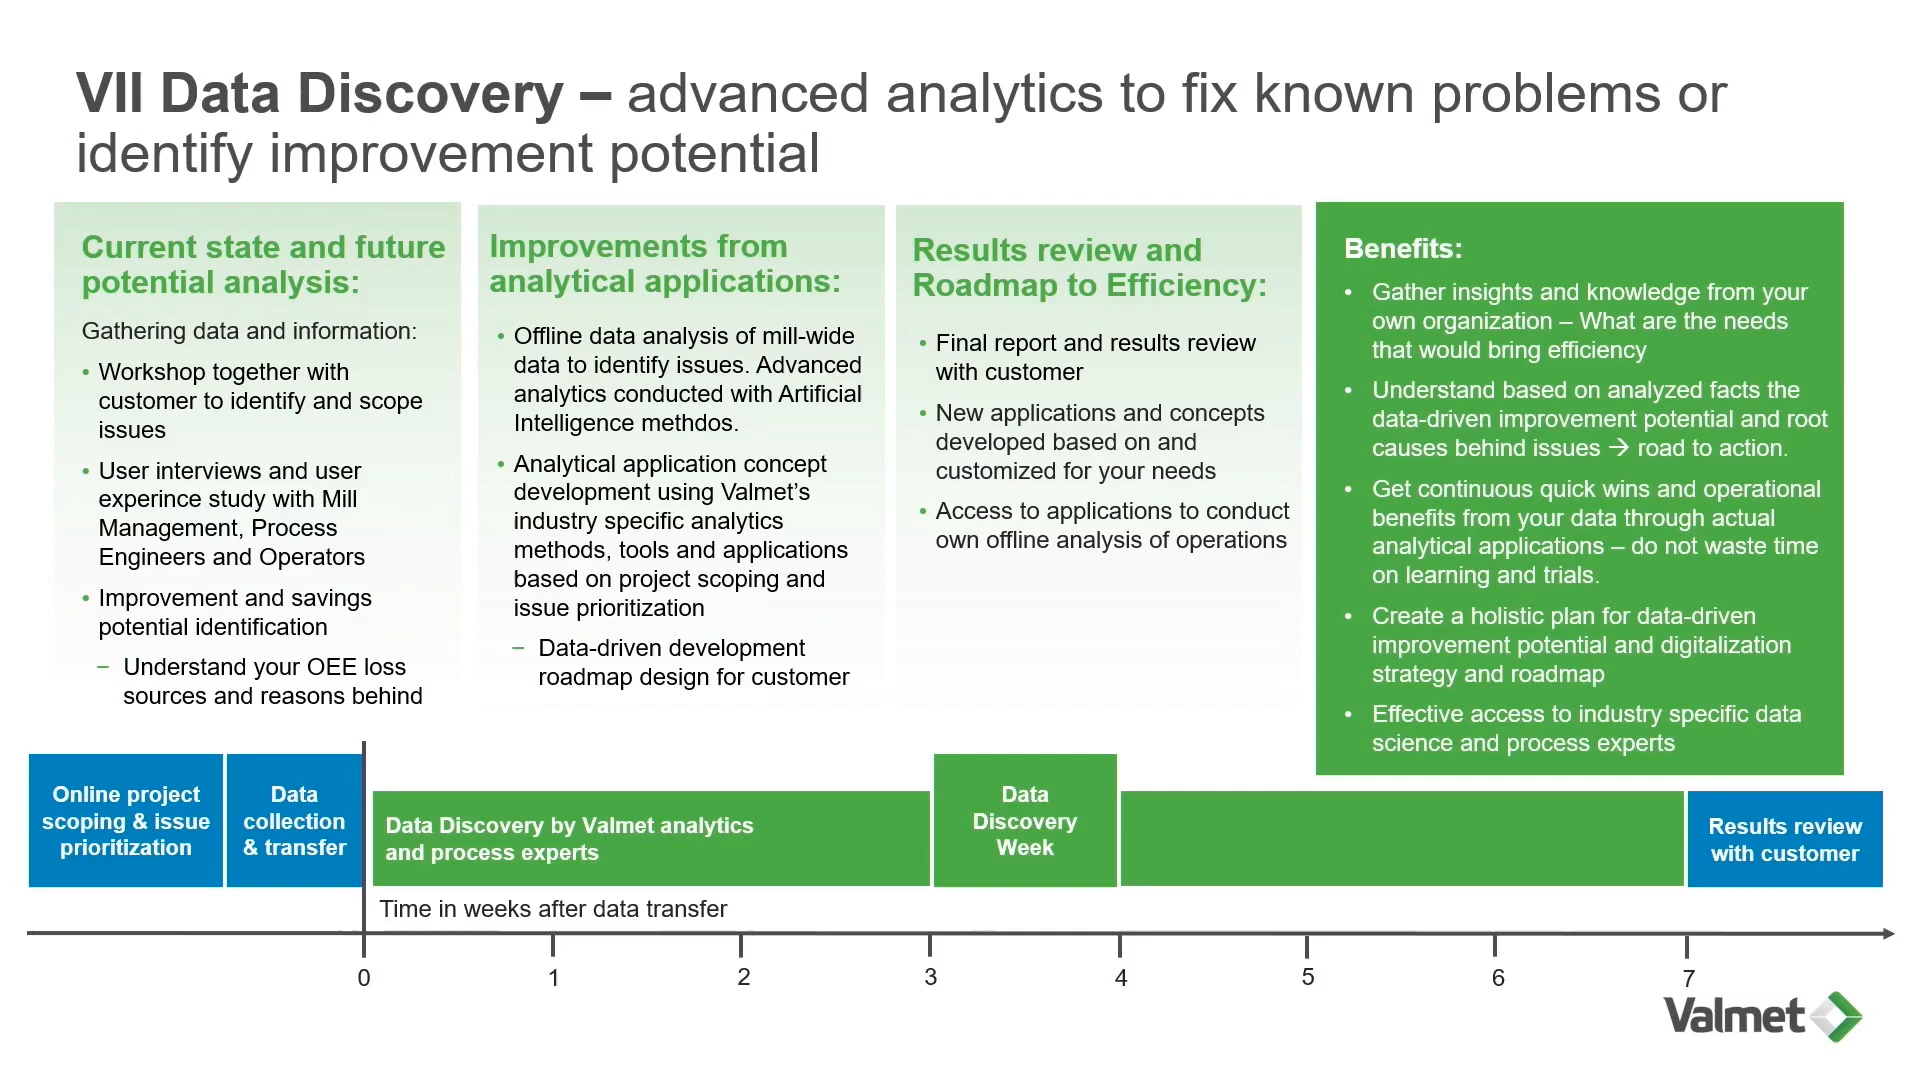 VII Data Discovery – advanced analytics to fix known problems or
identify improvement potential
Current state and future
potential analysis:
Gathering data and information:
• Workshop together with
customer to identify and scope
issues
• User interviews and user
experince study with Mill
Management, Process
Engineers and Operators
• Improvement and savings
potential identification
– Understand your OEE loss
sources and reasons behind
Improvements from
analytical applications:
• Offline data analysis of mill-wide
data to identify issues. Advanced
analytics conducted with Artificial
Intelligence methdos.
• Analytical application concept
development using Valmet’s
industry specific analytics
methods, tools and applications
based on project scoping and
issue prioritization
– Data-driven development
roadmap design for customer
Results review and
Roadmap to Efficiency:
• Final report and results review
with customer
• New applications and concepts
developed based on and
customized for your needs
• Access to applications to conduct
own offline analysis of operations
Benefits:
• Gather insights and knowledge from your
own organization – What are the needs
that would bring efficiency
• Understand based on analyzed facts the
data-driven improvement potential and root
causes behind issues → road to action.
• Get continuous quick wins and operational
benefits from your data through actual
analytical applications – do not waste time
on learning and trials.
• Create a holistic plan for data-driven
improvement potential and digitalization
strategy and roadmap
• Effective access to industry specific data
science and process experts
Online project
scoping & issue
prioritization
Data
collection
& transfer
Data Discovery by Valmet analytics
and process experts
Data
Discovery
Week
Results review
with customer
Time in weeks after data transfer
0 1 2 3 4 5 6 7
Valmet